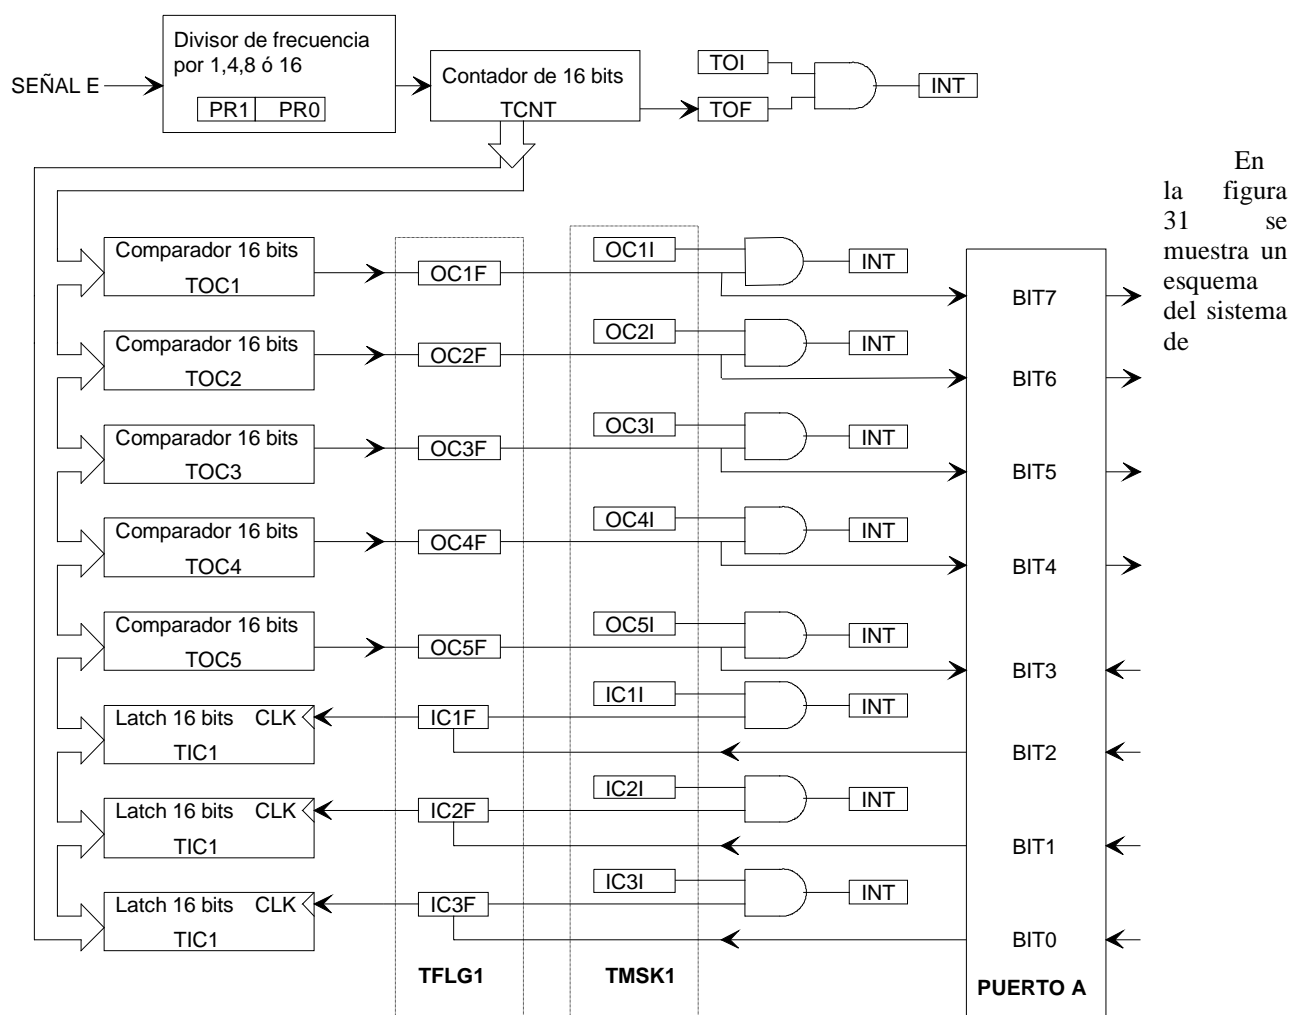 Divisor de frecuencia
por 1,4,8 ó 16
PR1 PR0
SEÑAL E
Contador de 16 bits
TCNT
TOI
TOF
INT
En
la figura
31 se
muestra un
esquema
del sistema
de
Comparador 16 bits
TOC1
OC1F
OC1I
INT
BIT7
Comparador 16 bits
TOC2
OC2F
OC2I
INT
BIT6
Comparador 16 bits
TOC3
OC3F
OC3I
INT
BIT5
Comparador 16 bits
TOC4
OC4F
OC4I
INT
BIT4
Comparador 16 bits
TOC5
OC5F
OC5I
INT
BIT3
Latch 16 bits CLK
TIC1
IC1F
IC1I
INT
BIT2
Latch 16 bits CLK
TIC1
IC2F
IC2I
INT
BIT1
Latch 16 bits CLK
TIC1
IC3F
IC3I
INT
BIT0
TFLG1
TMSK1
PUERTO A